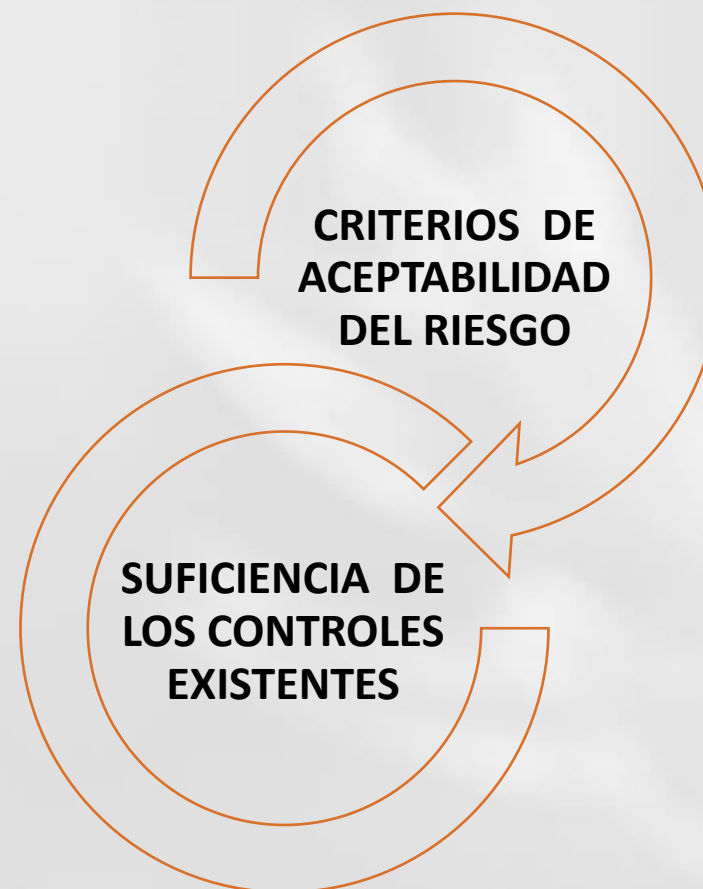 CRITERIOS DE
ACEPTABILIDAD
DEL RIESGO
SUFICIENCIA DE
LOS CONTROLES
EXISTENTES